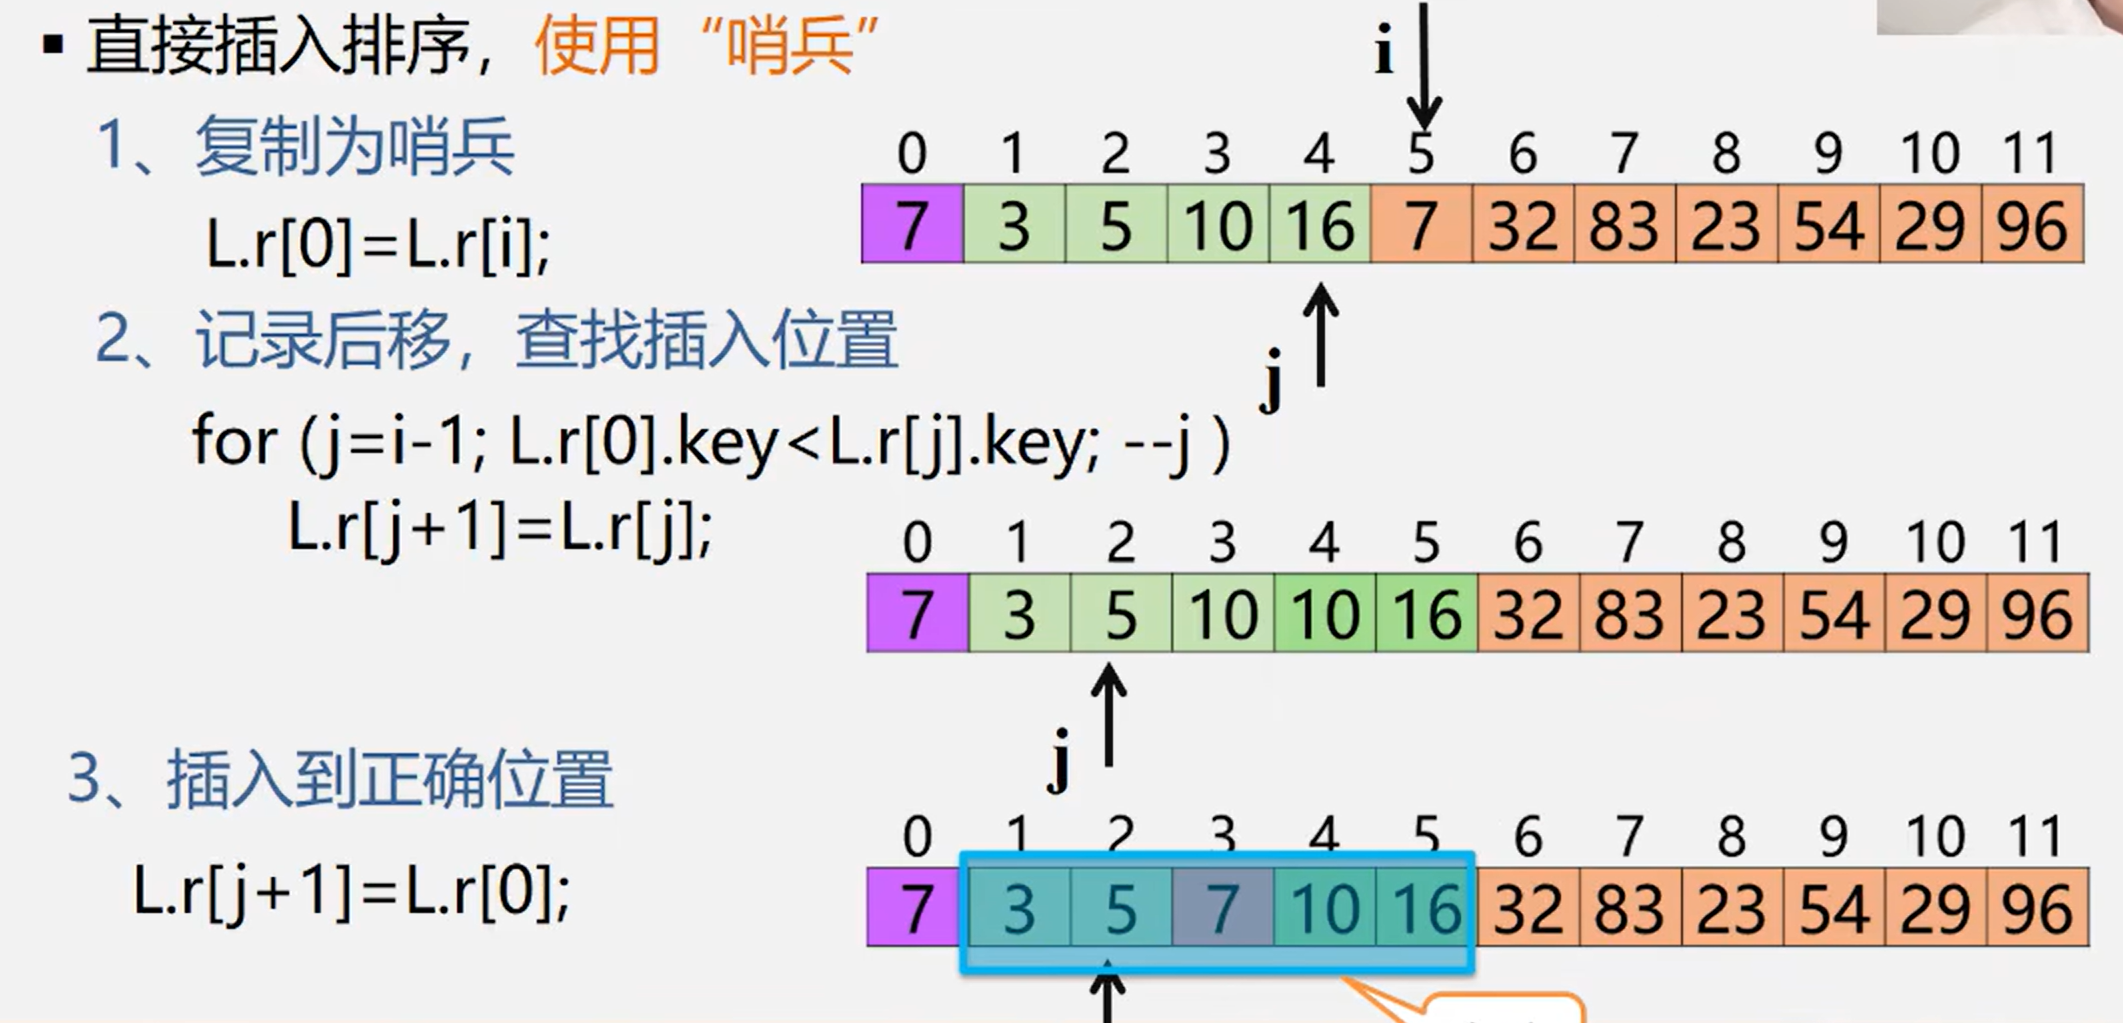 ▪ 直接插入排序，使用“哨兵”
1、复制为哨兵
L.r[0]=L.r[i];
i
0 1 2 3 4 5 6 7 8 9 10 11
7 3 5 10 16 7 32 83 23 54 29 96
j
2、记录后移，查找插入位置
for (j=i-1; L.r[0].key<L.r[j].key; --j )
L.r[j+1]=L.r[j];
0 1 2 3 4 5 6 7 8 9 10 11
7 3 5 10 10 16 32 83 23 54 29 96
j
3、插入到正确位置
L.r[j+1]=L.r[0];
0 1 2 3 4 5 6 7 8 9 10 11
7 3 5 7 10 16 32 83 23 54 29 96